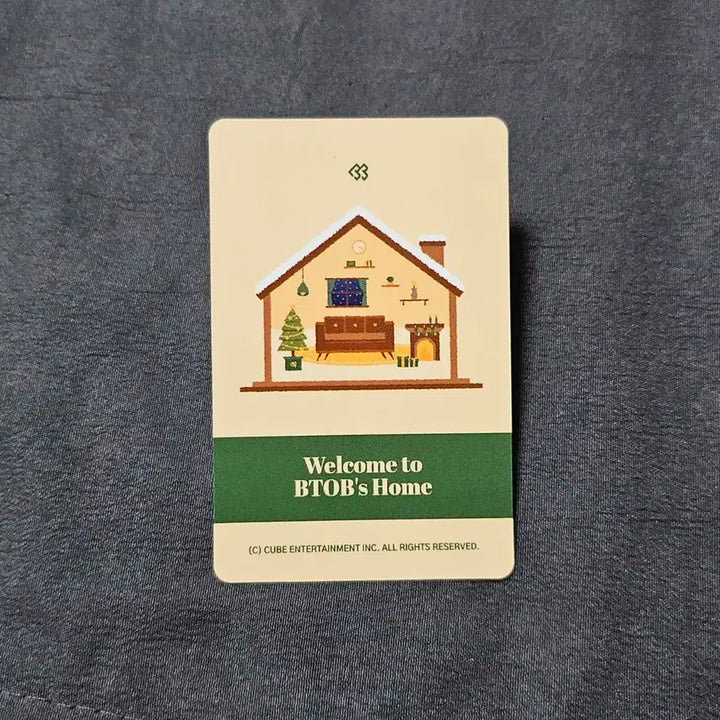 Welcome to
BTOB's Home
(C) CUBE ENTERTAINMENT INC. ALL RIGHTS RESERVED.